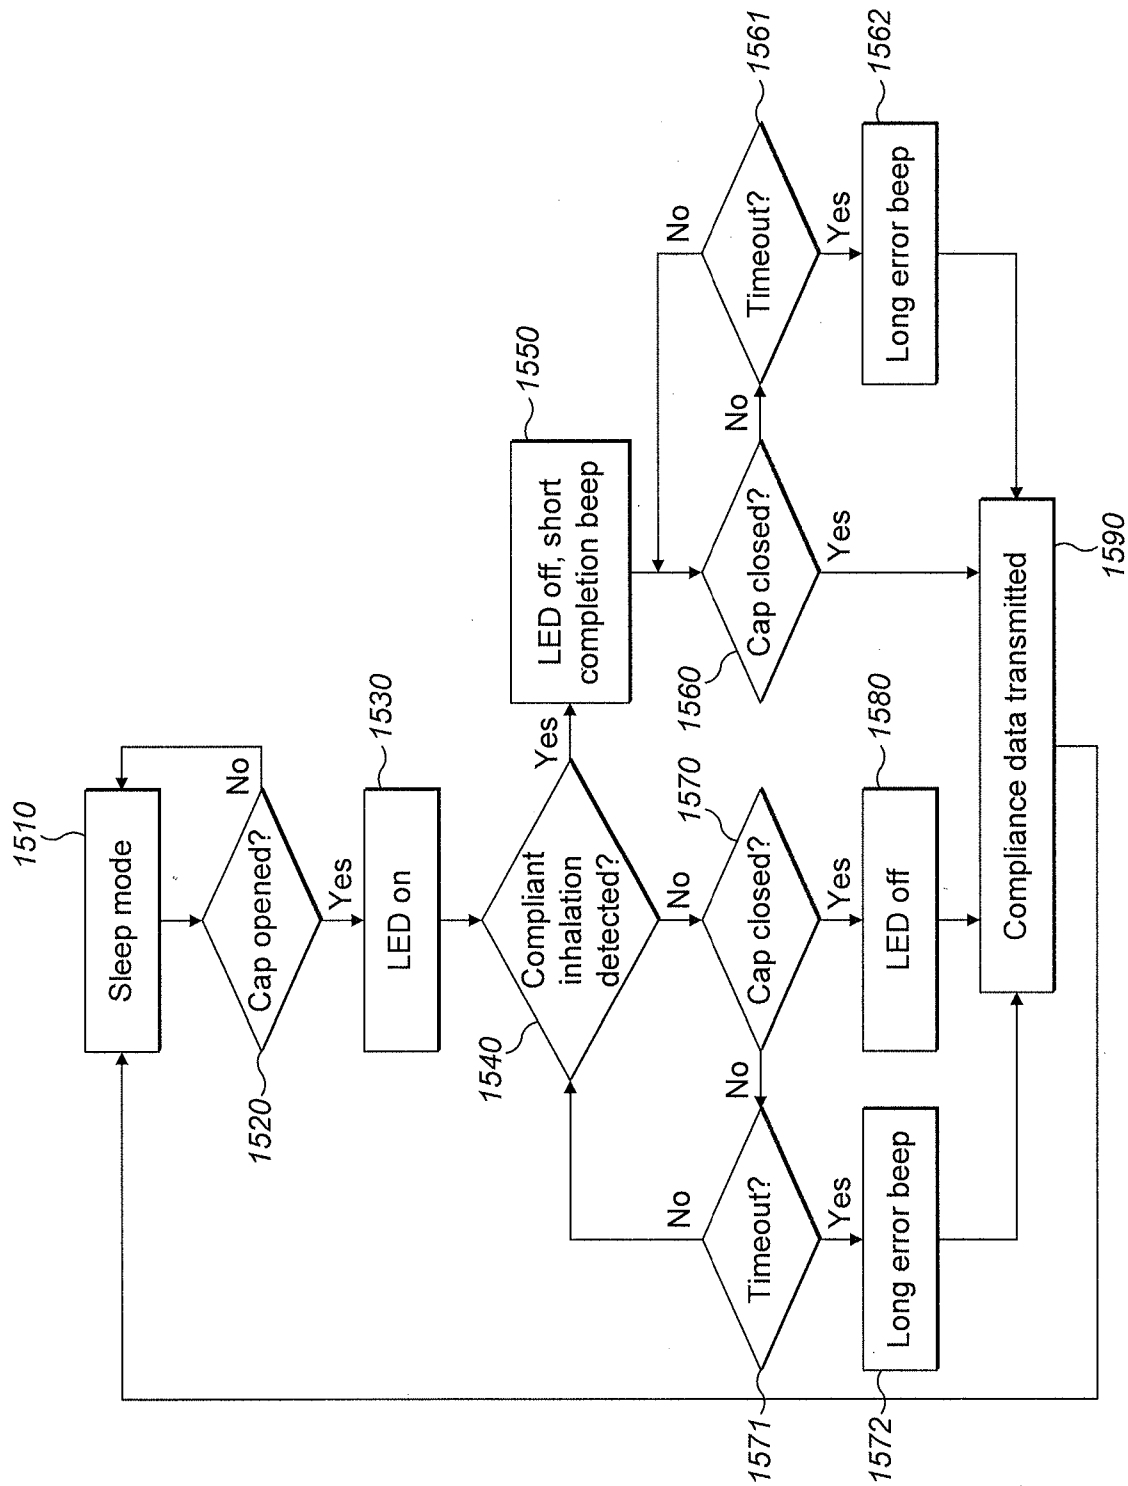 1510
Sleep mode
No
Cap opened?
1520
Yes
1530
LED on
1540
Compliant
inhalation
detected?
Yes
1550
LED off, short
completion beep
No
No
No
1571
Timeout?
No
1570
Cap closed?
1560
Cap closed?
No
1561
Timeout?
Yes
Yes
Yes
Yes
1572
Long error beep
1580
LED off
1562
Long error beep
Compliance data transmitted
1590